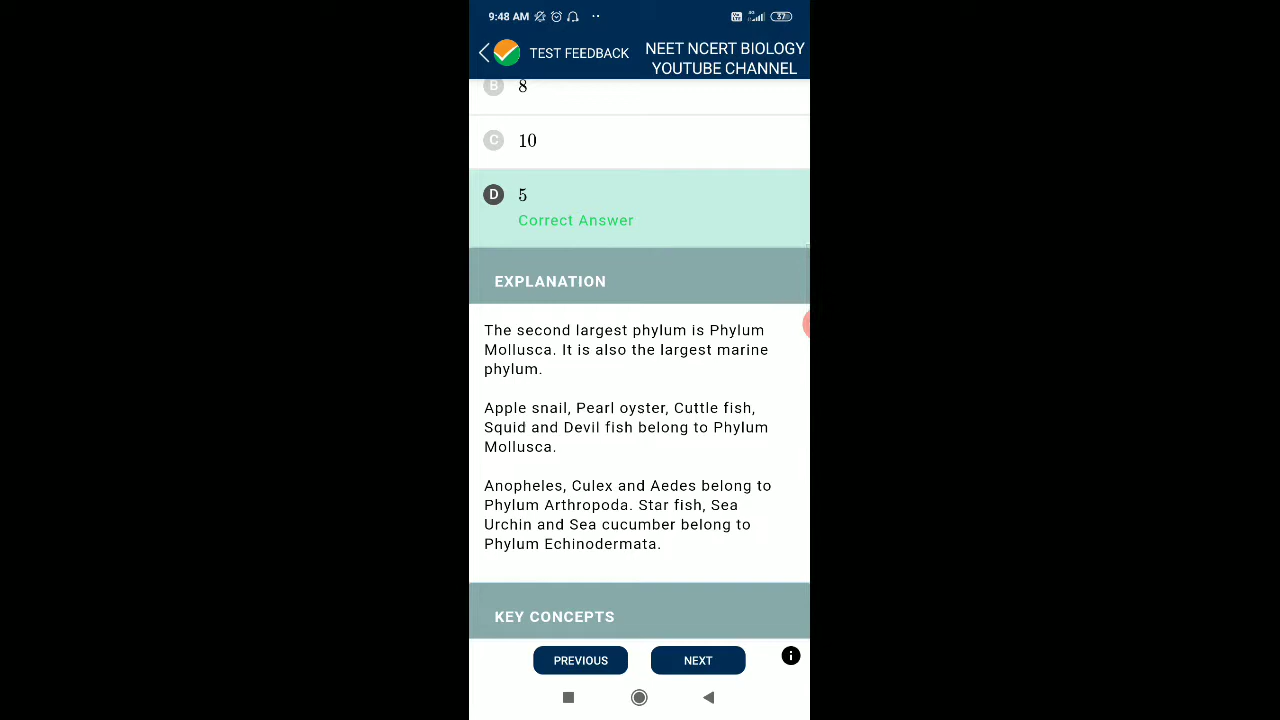 9:48 AM
57
TEST FEEDBACK
NEET NCERT BIOLOGY
YOUTUBE CHANNEL
B 8
C 10
D 5
Correct Answer
EXPLANATION
The second largest phylum is Phylum
Mollusca. It is also the largest marine
phylum.
Apple snail, Pearl oyster, Cuttle fish,
Squid and Devil fish belong to Phylum
Mollusca.
Anopheles, Culex and Aedes belong to
Phylum Arthropoda. Star fish, Sea
Urchin and Sea cucumber belong to
Phylum Echinodermata.
KEY CONCEPTS
PREVIOUS
NEXT